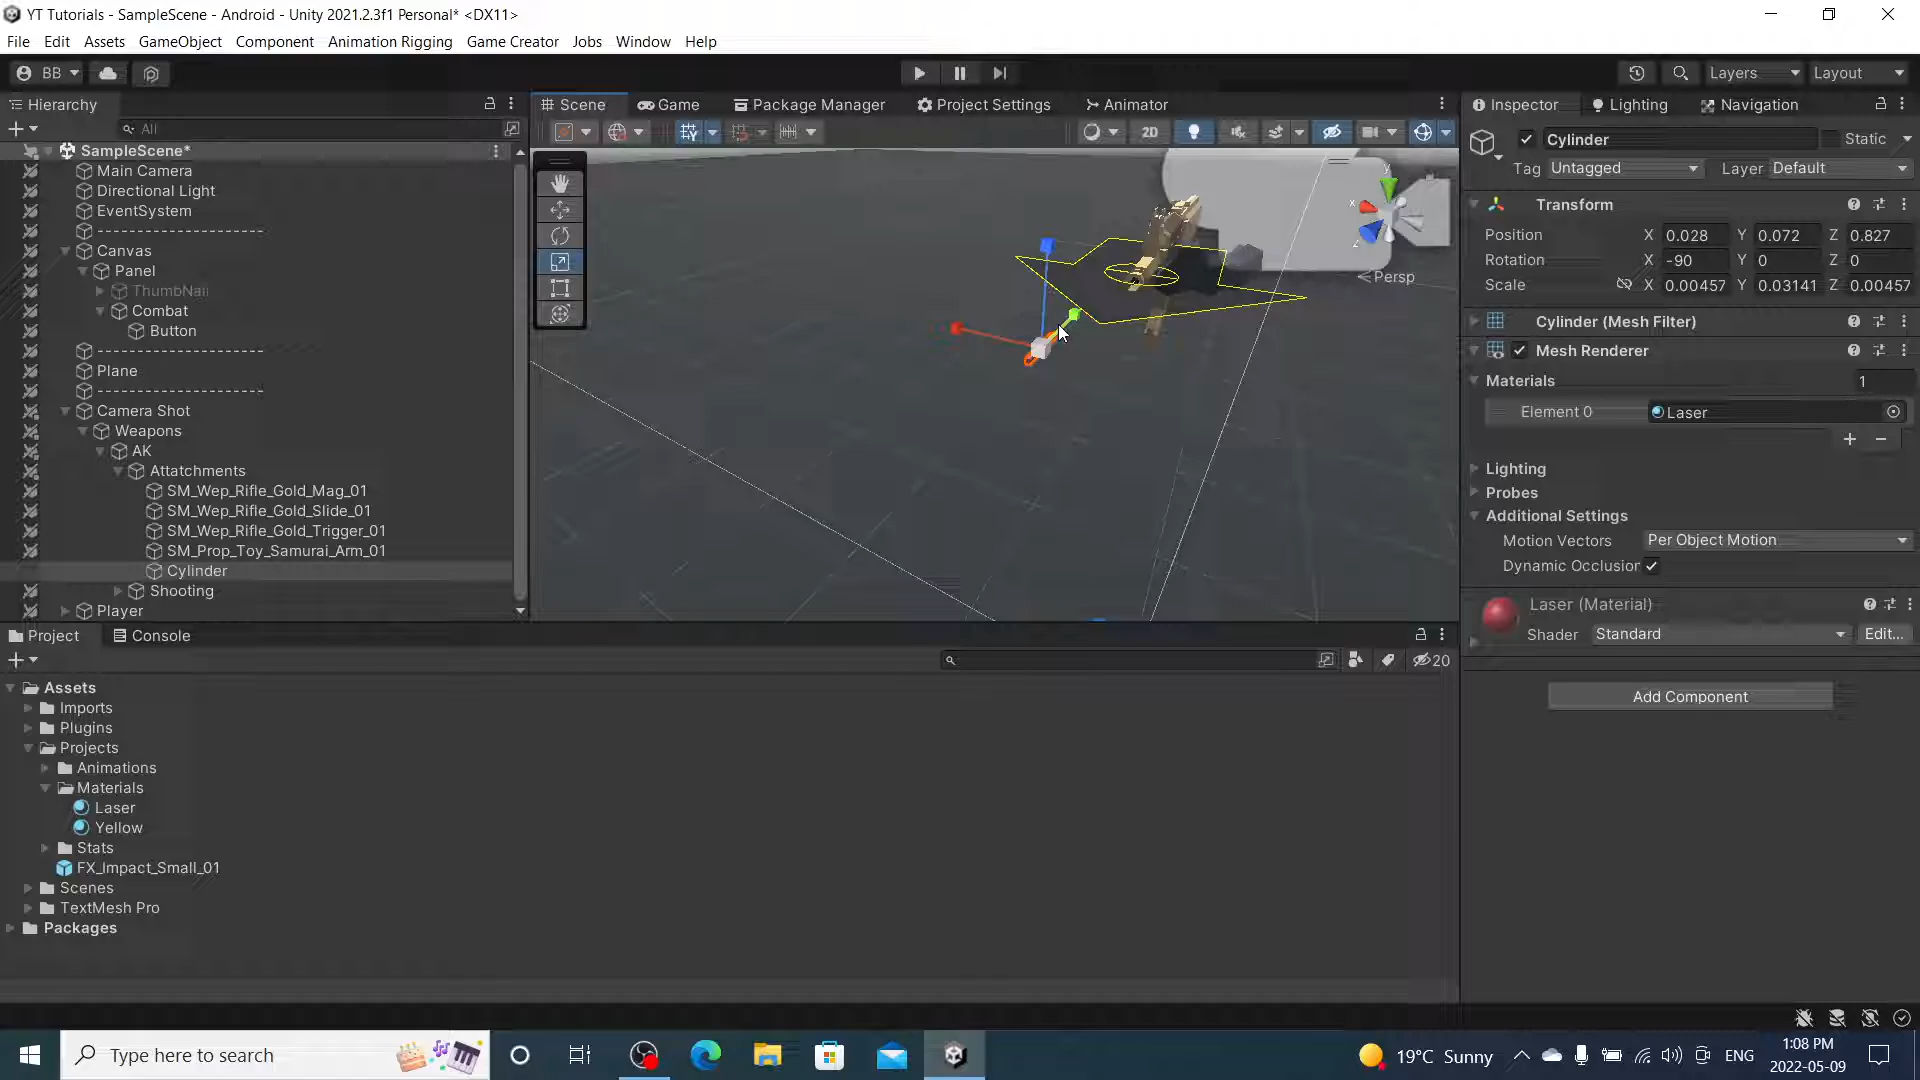 YT Tutorials - SampleScene - Android - Unity 2021.2.3f1 Personal* <DX11>
File Edit Assets GameObject Component Animation Rigging Game Creator Jobs Window Help
BB Layers Layout
Hierarchy Scene Game Package Manager Project Settings Animator Inspector Lighting Navigation
All 2D
Cylinder Static
Tag Untagged Layer Default
SampleScene*
Main Camera
Directional Light
EventSystem
-----------------------
Canvas
Panel
ThumbNail
Combat
Button
-----------------------
Plane
-----------------------
Camera Shot
Weapons
AK
Attatchments
SM_Wep_Rifle_Gold_Mag_01
SM_Wep_Rifle_Gold_Slide_01
SM_Wep_Rifle_Gold_Trigger_01
SM_Prop_Toy_Samurai_Arm_01
Cylinder
Shooting
Player
y
x
z
Persp
Transform
Position X 0.028 Y 0.072 Z 0.827
Rotation X -90 Y 0 Z 0
Scale X 0.00457 Y 0.03141 Z 0.00457
Cylinder (Mesh Filter)
Mesh Renderer
Materials 1
Element 0 Laser
Lighting
Probes
Additional Settings
Motion Vectors Per Object Motion
Dynamic Occlusion
Laser (Material)
Shader Standard Edit...
Add Component
Project Console
20
Assets
Imports
Plugins
Projects
Animations
Materials
Laser
Yellow
Stats
FX_Impact_Small_01
Scenes
TextMesh Pro
Packages
Type here to search
19°C Sunny ENG
1:08 PM
2022-05-09